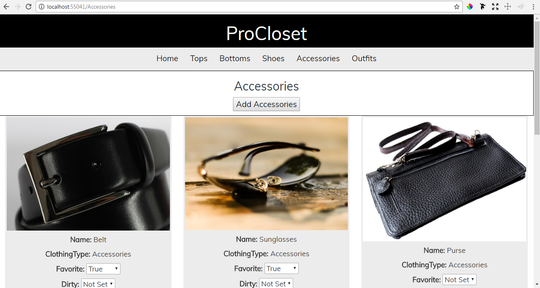 localhost:55041/Accessories
ProCloset
Home Tops Bottoms Shoes Accessories Outfits
Accessories
Add Accessories
Name: Belt
ClothingType: Accessories
Favorite: True
Dirty: Not Set
Name: Sunglasses
ClothingType: Accessories
Favorite: True
Dirty: Not Set
Name: Purse
ClothingType: Accessories
Favorite: Not Set